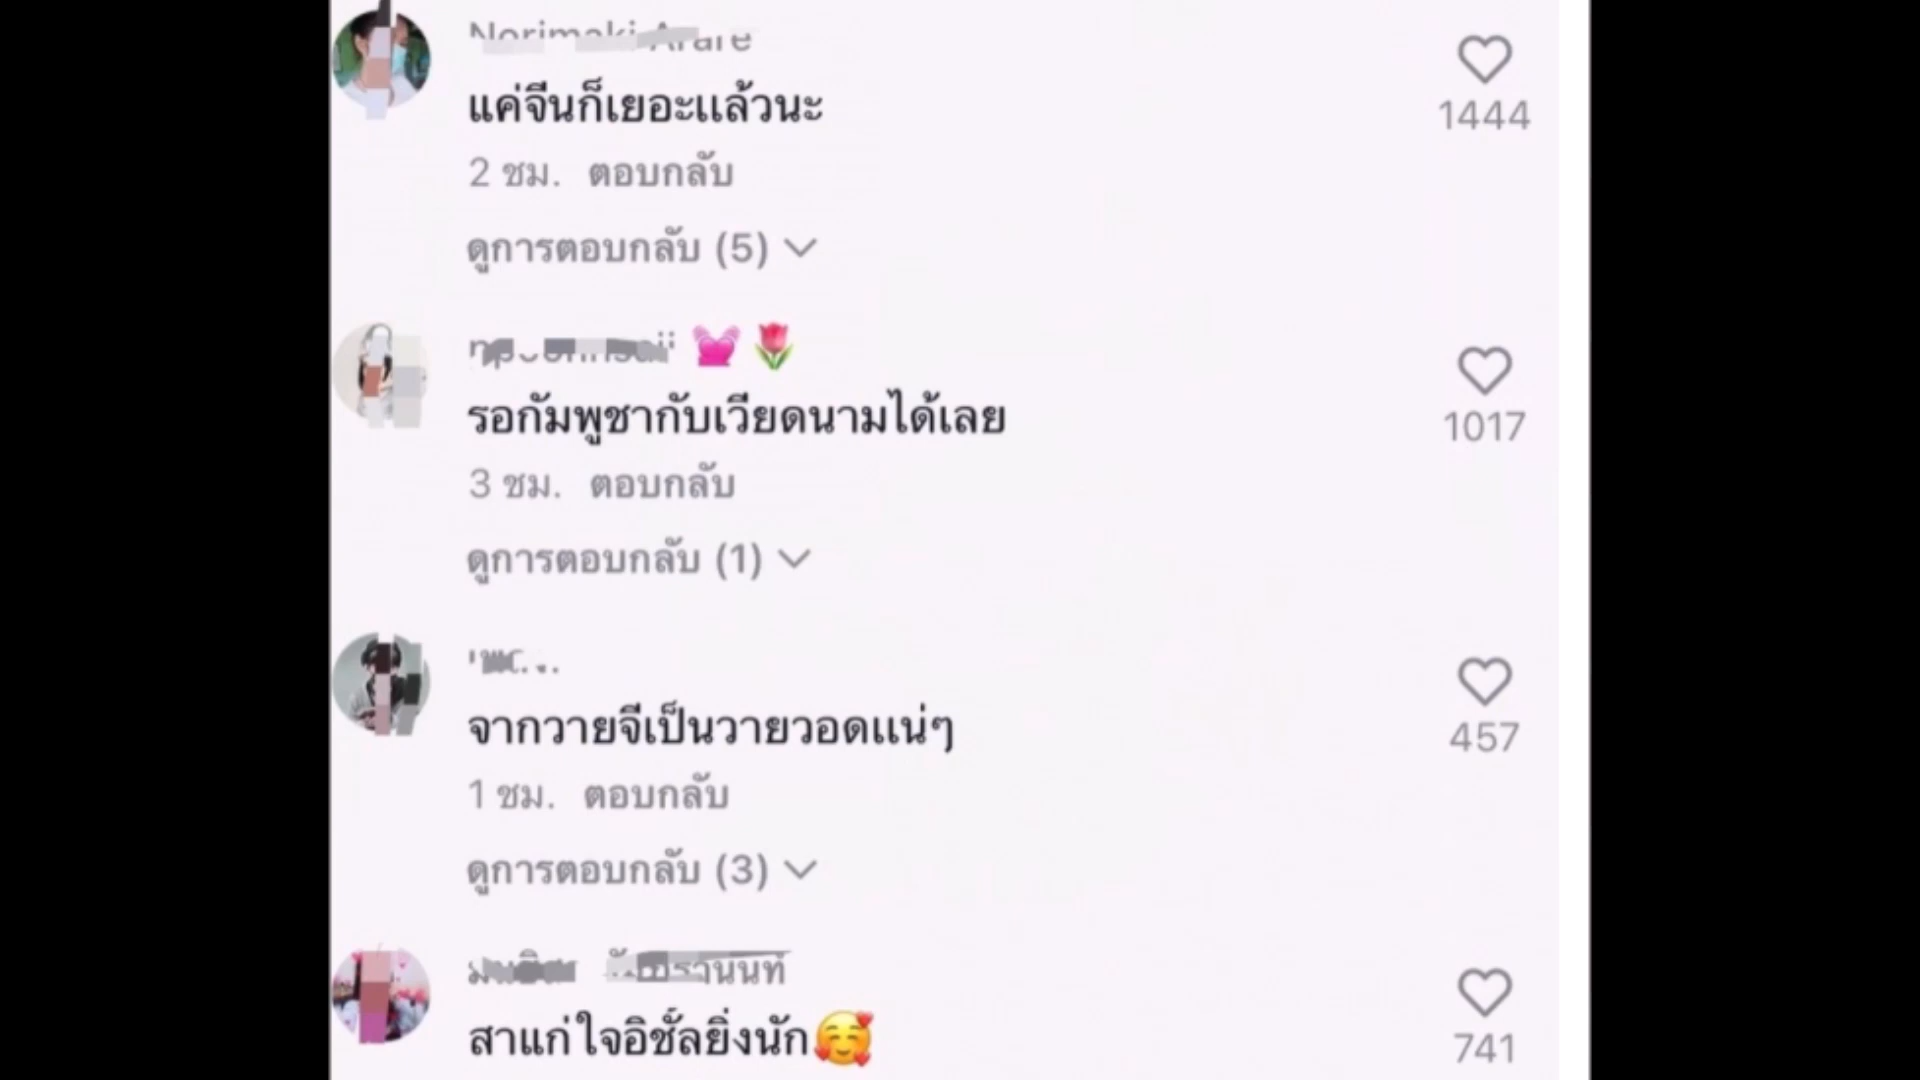 แค่จีนก็เยอะแล้วนะ
1444
2 ชม. ตอบกลับ
ดูการตอบกลับ (5)
💓🌷
รอกัมพูชากับเวียดนามได้เลย
1017
3 ชม. ตอบกลับ
ดูการตอบกลับ (1)
จากวายจีเป็นวายวอดแน่ๆ
457
1 ชม. ตอบกลับ
ดูการตอบกลับ (3)
สาแก่ใจอิชั้ลยิ่งนัก🥰
741